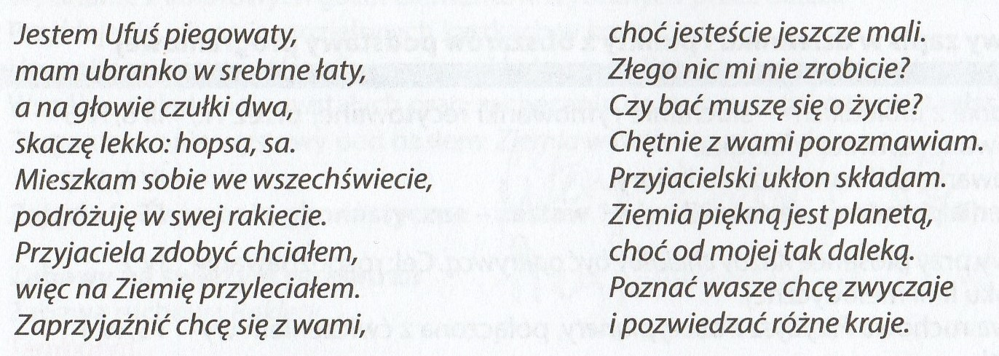 Jestem Ufuś piegowaty,
mam ubranko w srebrne łaty,
a na głowie czułki dwa,
skaczę lekko: hopsa, sa.
Mieszkam sobie we wszechświecie,
podróżuję w swej rakiecie.
Przyjaciela zdobyć chciałem,
więc na Ziemię przyleciałem.
Zaprzyjaźnić chcę się z wami,
choć jesteście jeszcze mali.
Złego nic mi nie zrobicie?
Czy bać muszę się o życie?
Chętnie z wami porozmawiam.
Przyjacielski ukłon składam.
Ziemia piękną jest planetą,
choć od mojej tak daleką.
Poznać wasze chcę zwyczaje
i pozwiedzać różne kraje.